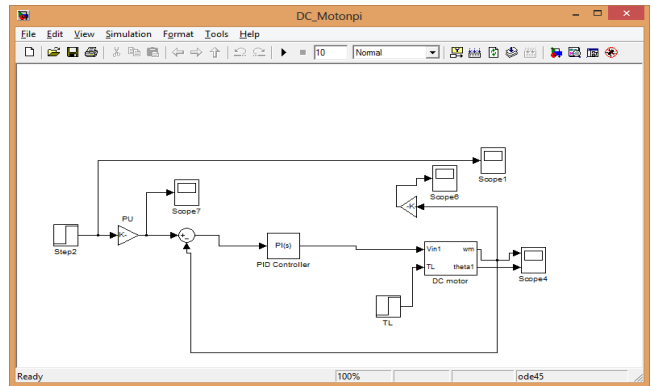 DC_Motonpi
File Edit View Simulation Format Tools Help
10 Normal
Scope1
Scope6
-K-
PU
K-
Scope7
Step2
+
-
PI(s)
PID Controller
Vin1 wm
TL theta1
DC motor
Scope4
TL
Ready 100% ode45